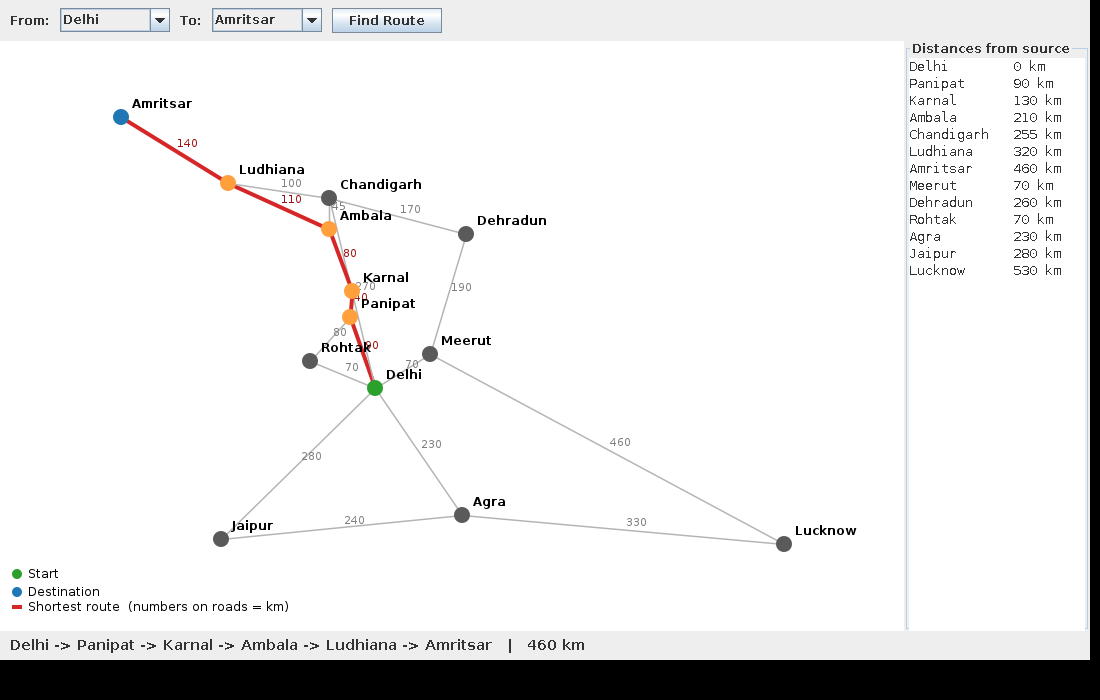 From: Delhi To: Amritsar Find Route
Distances from source
Delhi 0 km
Panipat 90 km
Karnal 130 km
Ambala 210 km
Chandigarh 255 km
Ludhiana 320 km
Amritsar 460 km
Meerut 70 km
Dehradun 260 km
Rohtak 70 km
Agra 230 km
Jaipur 280 km
Lucknow 530 km
Amritsar
140
Ludhiana
100
Chandigarh
110
45
170
Ambala
Dehradun
80
Karnal
270
190
40
Panipat
80
90
Rohtak
Meerut
70
70
Delhi
230
460
280
Agra
240
330
Jaipur
Lucknow
Start
Destination
Shortest route (numbers on roads = km)
Delhi -> Panipat -> Karnal -> Ambala -> Ludhiana -> Amritsar | 460 km